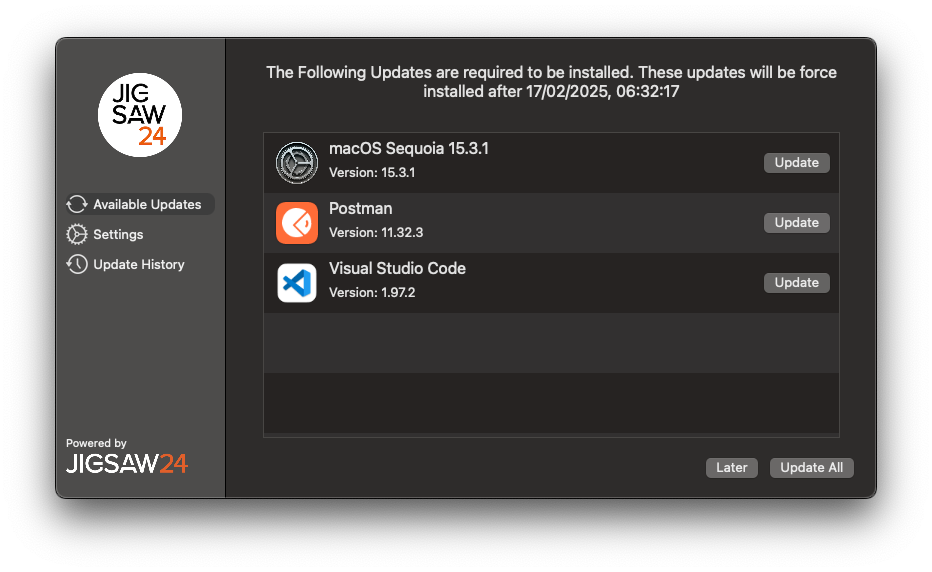 JIG
SAW
24
Available Updates
Settings
Update History
Powered by
JIGSAW24
The Following Updates are required to be installed. These updates will be force
installed after 17/02/2025, 06:32:17
macOS Sequoia 15.3.1
Version: 15.3.1
Update
Postman
Version: 11.32.3
Update
Visual Studio Code
Version: 1.97.2
Update
Later
Update All